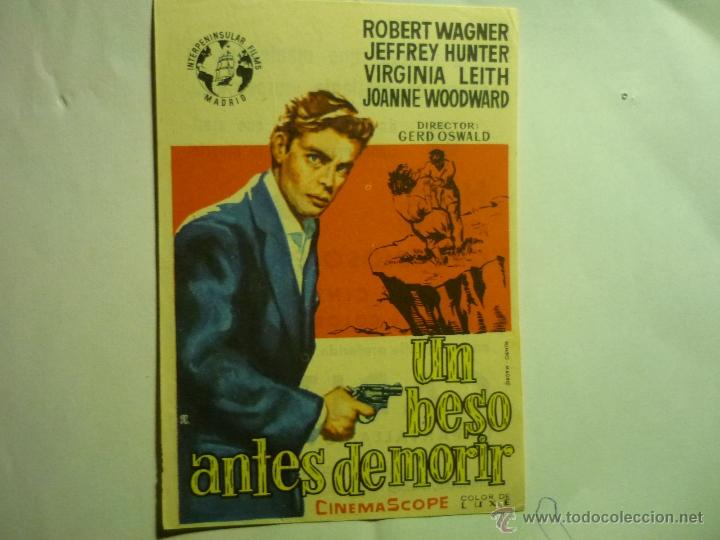 INTERPENINSULAR FILMS
MADRID
ROBERT WAGNER
JEFFREY HUNTER
VIRGINIA LEITH
JOANNE WOODWARD
DIRECTOR:
GERD OSWALD
Un
beso
antes de morir
CINEMASCOPE
COLOR DE
LUXE
© www.todocoleccion.net